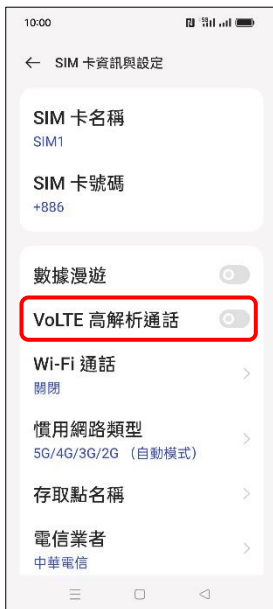 10:00
← SIM 卡資訊與設定
SIM 卡名稱
SIM1
SIM 卡號碼
+886
數據漫遊
VoLTE 高解析通話
Wi-Fi 通話
關閉
慣用網路類型
5G/4G/3G/2G （自動模式）
存取點名稱
電信業者
中華電信